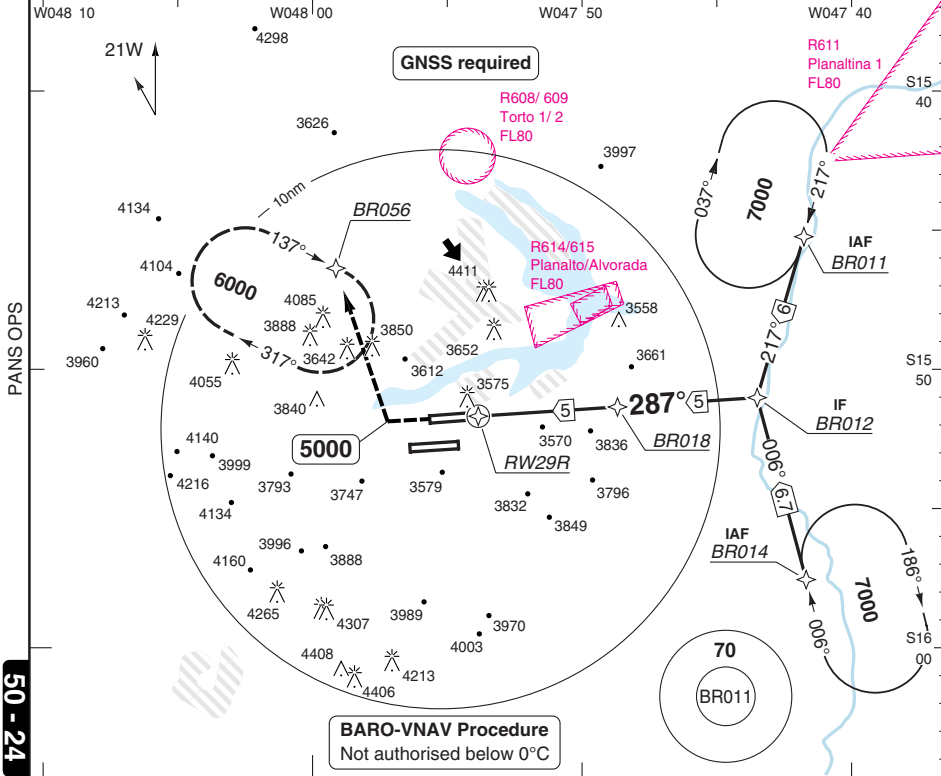 W048 10
W048 00
W047 50
W047 40
21W
4298
GNSS required
R611
Planaltina 1
FL80
S15
40
R608/ 609
Torto 1/ 2
FL80
3626
3997
10nm
037°
7000
217°
4134
BR056
137°
IAF
BR011
4411
R614/615
Planalto/Alvorada
FL80
4104
6000
4085
4213
4229
3888
3850
3558
6
217°
3960
317°
3642
3652
3612
3661
S15
50
4055
3575
3840
5
287°
5
IF
BR012
5000
BR018
RW29R
3570
3836
006°
4140
3999
4216
3793
3747
3579
3796
6.7
4134
3832
3849
3996
3888
IAF
BR014
4160
186°
7000
4265
4307
3989
3970
4003
006°
S16
00
4408
4213
4406
70
BR011
BARO-VNAV Procedure
Not authorised below 0°C
PANS OPS
50 - 24